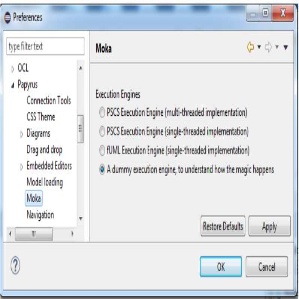 Preferences
type filter text
OCL
Papyrus
Connection Tools
CSS Theme
Diagrams
Drag and drop
Embedded Editors
Model loading
Moka
Navigation
Moka
Execution Engines
PSCS Execution Engine (multi-threaded implementation)
PSCS Execution Engine (single-threaded implementation)
fUML Execution Engine (single-threaded implementation)
A dummy execution engine, to understand how the magic happens
Restore Defaults
Apply
OK
Cancel